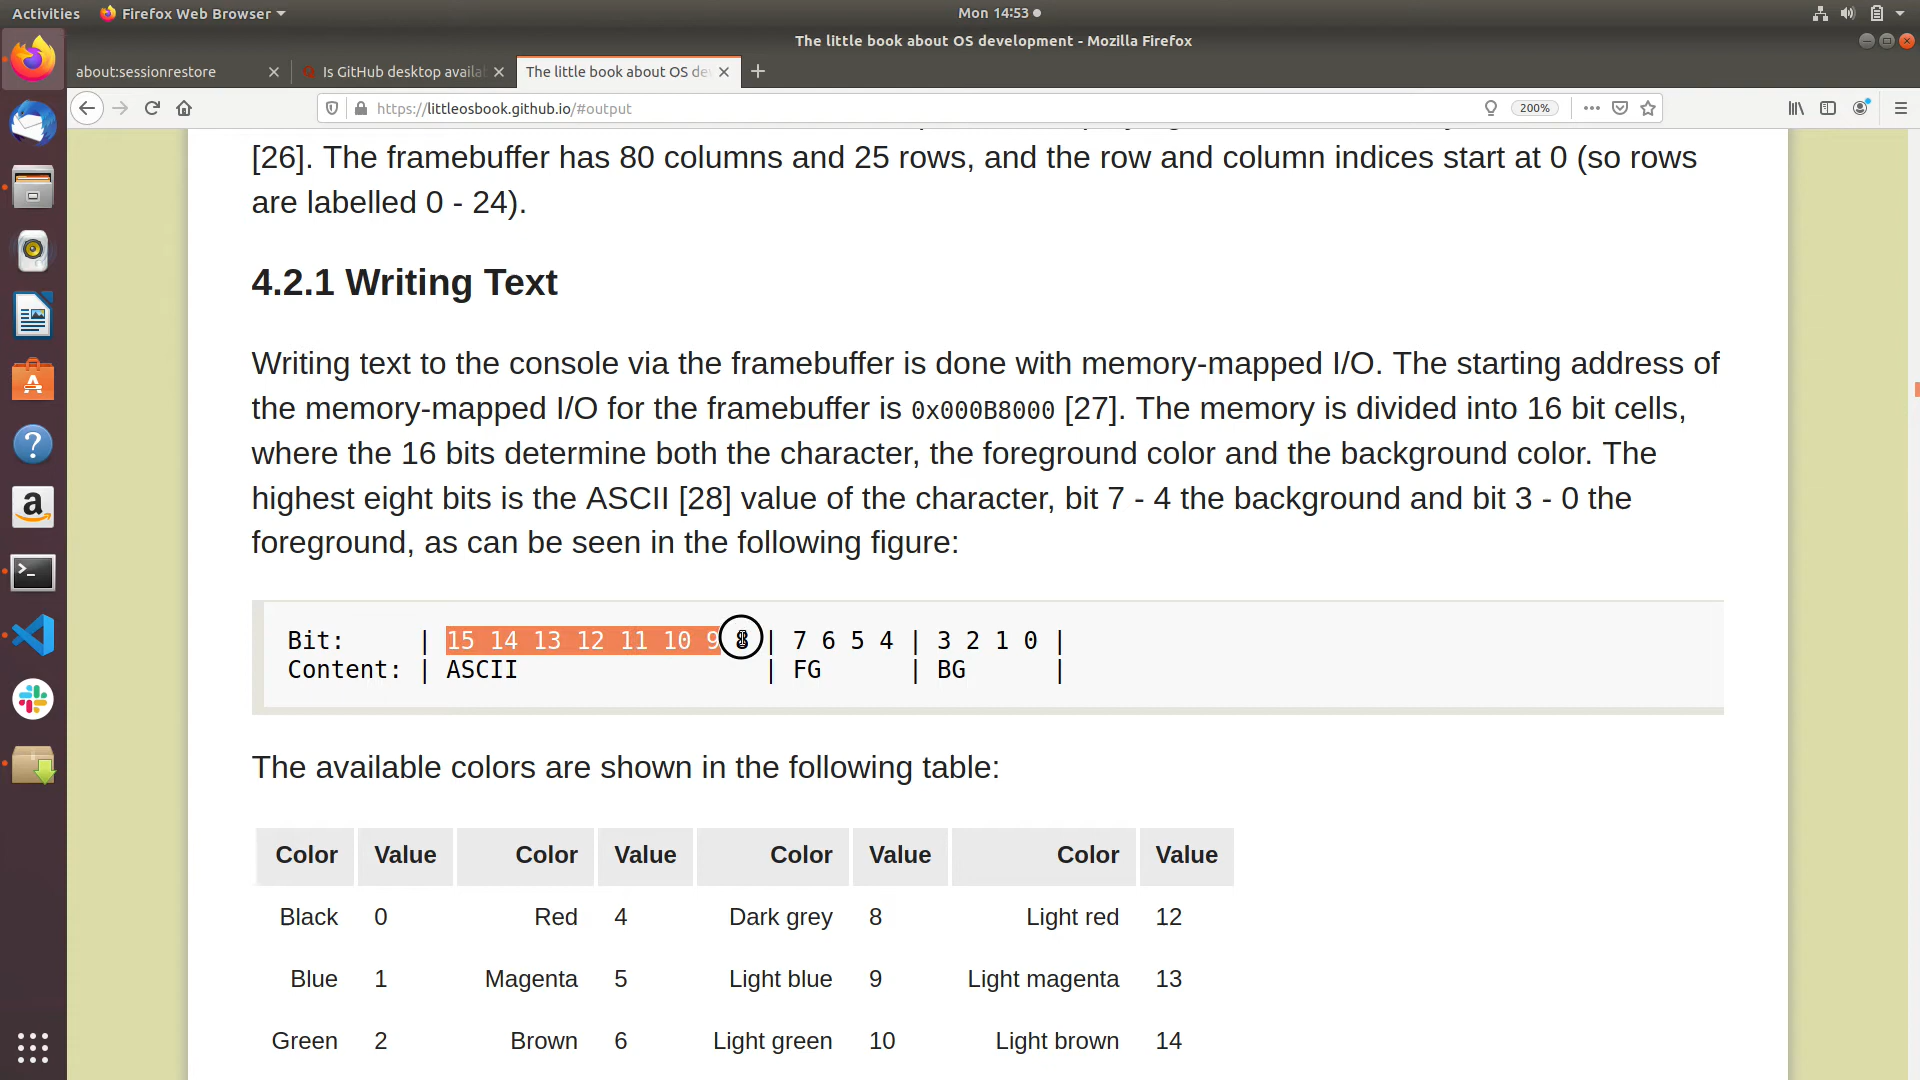 Activities Firefox Web Browser Mon 14:53
The little book about OS development - Mozilla Firefox
about:sessionrestore Is GitHub desktop availa The little book about OS de
https://littleosbook.github.io/#output 200%
[26]. The framebuffer has 80 columns and 25 rows, and the row and column indices start at 0 (so rows
are labelled 0 - 24).
4.2.1 Writing Text
Writing text to the console via the framebuffer is done with memory-mapped I/O. The starting address of
the memory-mapped I/O for the framebuffer is 0x000B8000 [27]. The memory is divided into 16 bit cells,
where the 16 bits determine both the character, the foreground color and the background color. The
highest eight bits is the ASCII [28] value of the character, bit 7 - 4 the background and bit 3 - 0 the
foreground, as can be seen in the following figure:
Bit: | 15 14 13 12 11 10 9 8 | 7 6 5 4 | 3 2 1 0 |
Content: | ASCII | FG | BG |
The available colors are shown in the following table:
Color Value Color Value Color Value Color Value
Black 0 Red 4 Dark grey 8 Light red 12
Blue 1 Magenta 5 Light blue 9 Light magenta 13
Green 2 Brown 6 Light green 10 Light brown 14